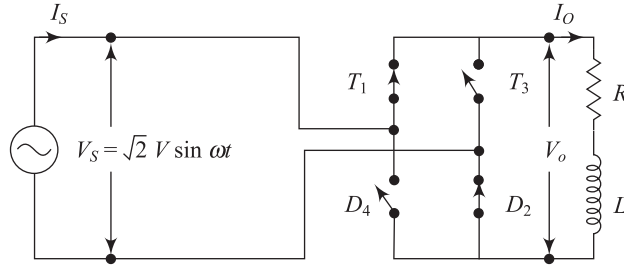 I_S
I_O
T_1
T_3
R
V_S = √2 V sin ωt
V_o
D_4
D_2
L